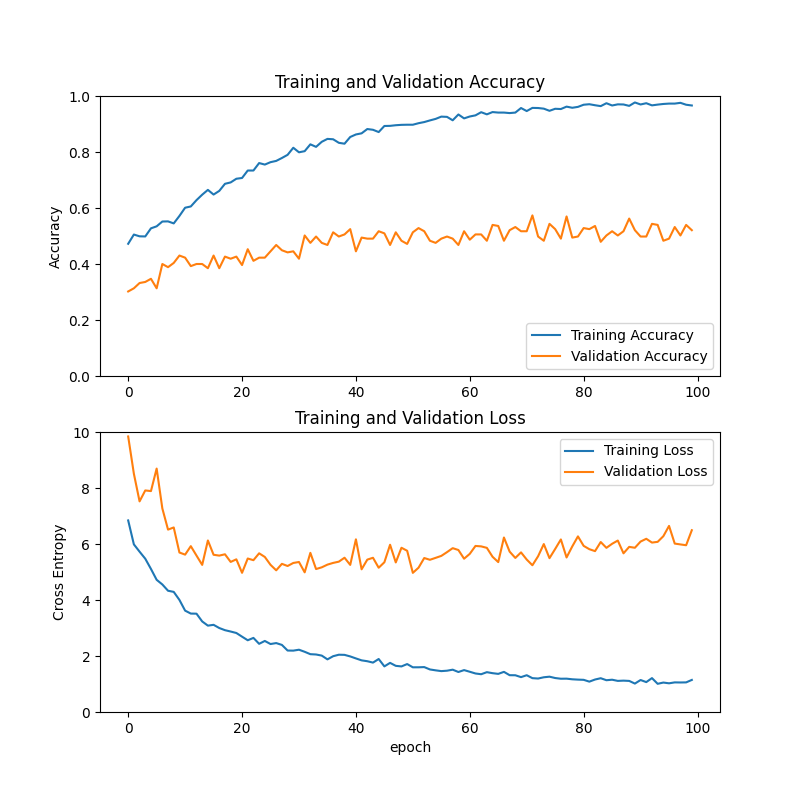 Training and Validation Accuracy
Accuracy
1.0
0.8
0.6
0.4
0.2
0.0
Training Accuracy
Validation Accuracy
0 20 40 60 80 100
Training and Validation Loss
Cross Entropy
10
8
6
4
2
0
Training Loss
Validation Loss
0 20 40 60 80 100
epoch